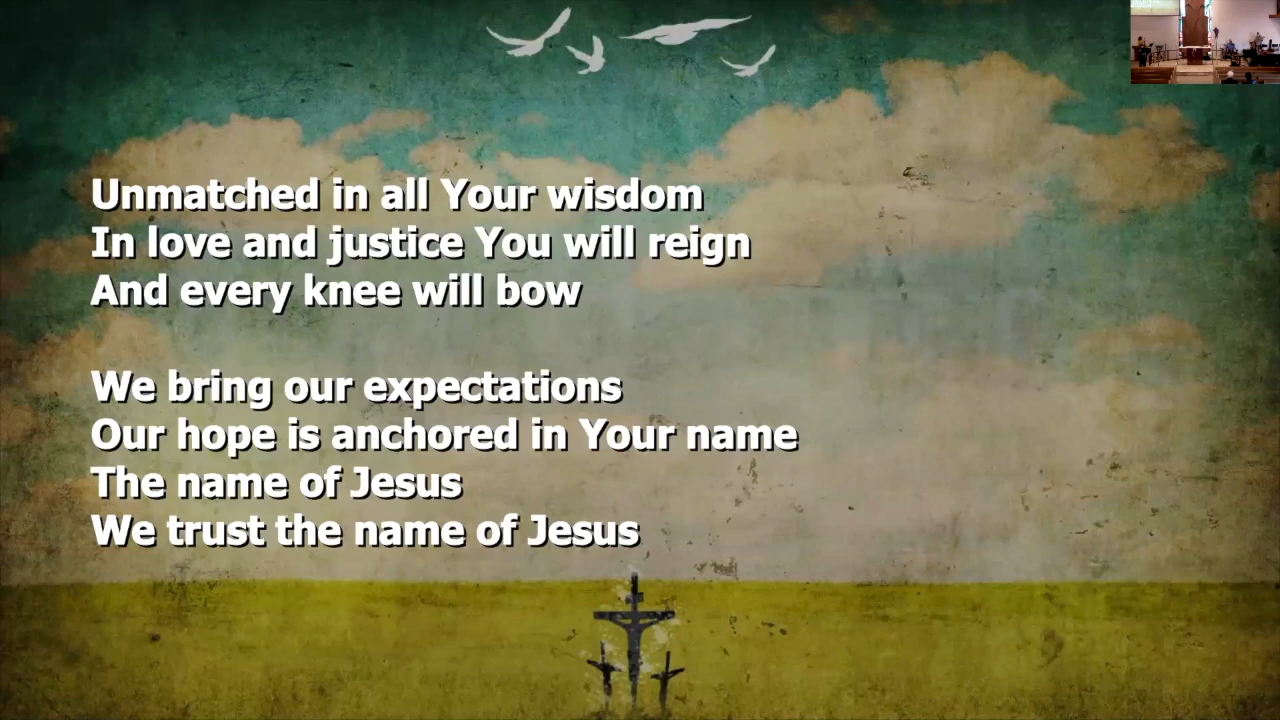 Unmatched in all Your wisdom
In love and justice You will reign
And every knee will bow
We bring our expectations
Our hope is anchored in Your name
The name of Jesus
We trust the name of Jesus